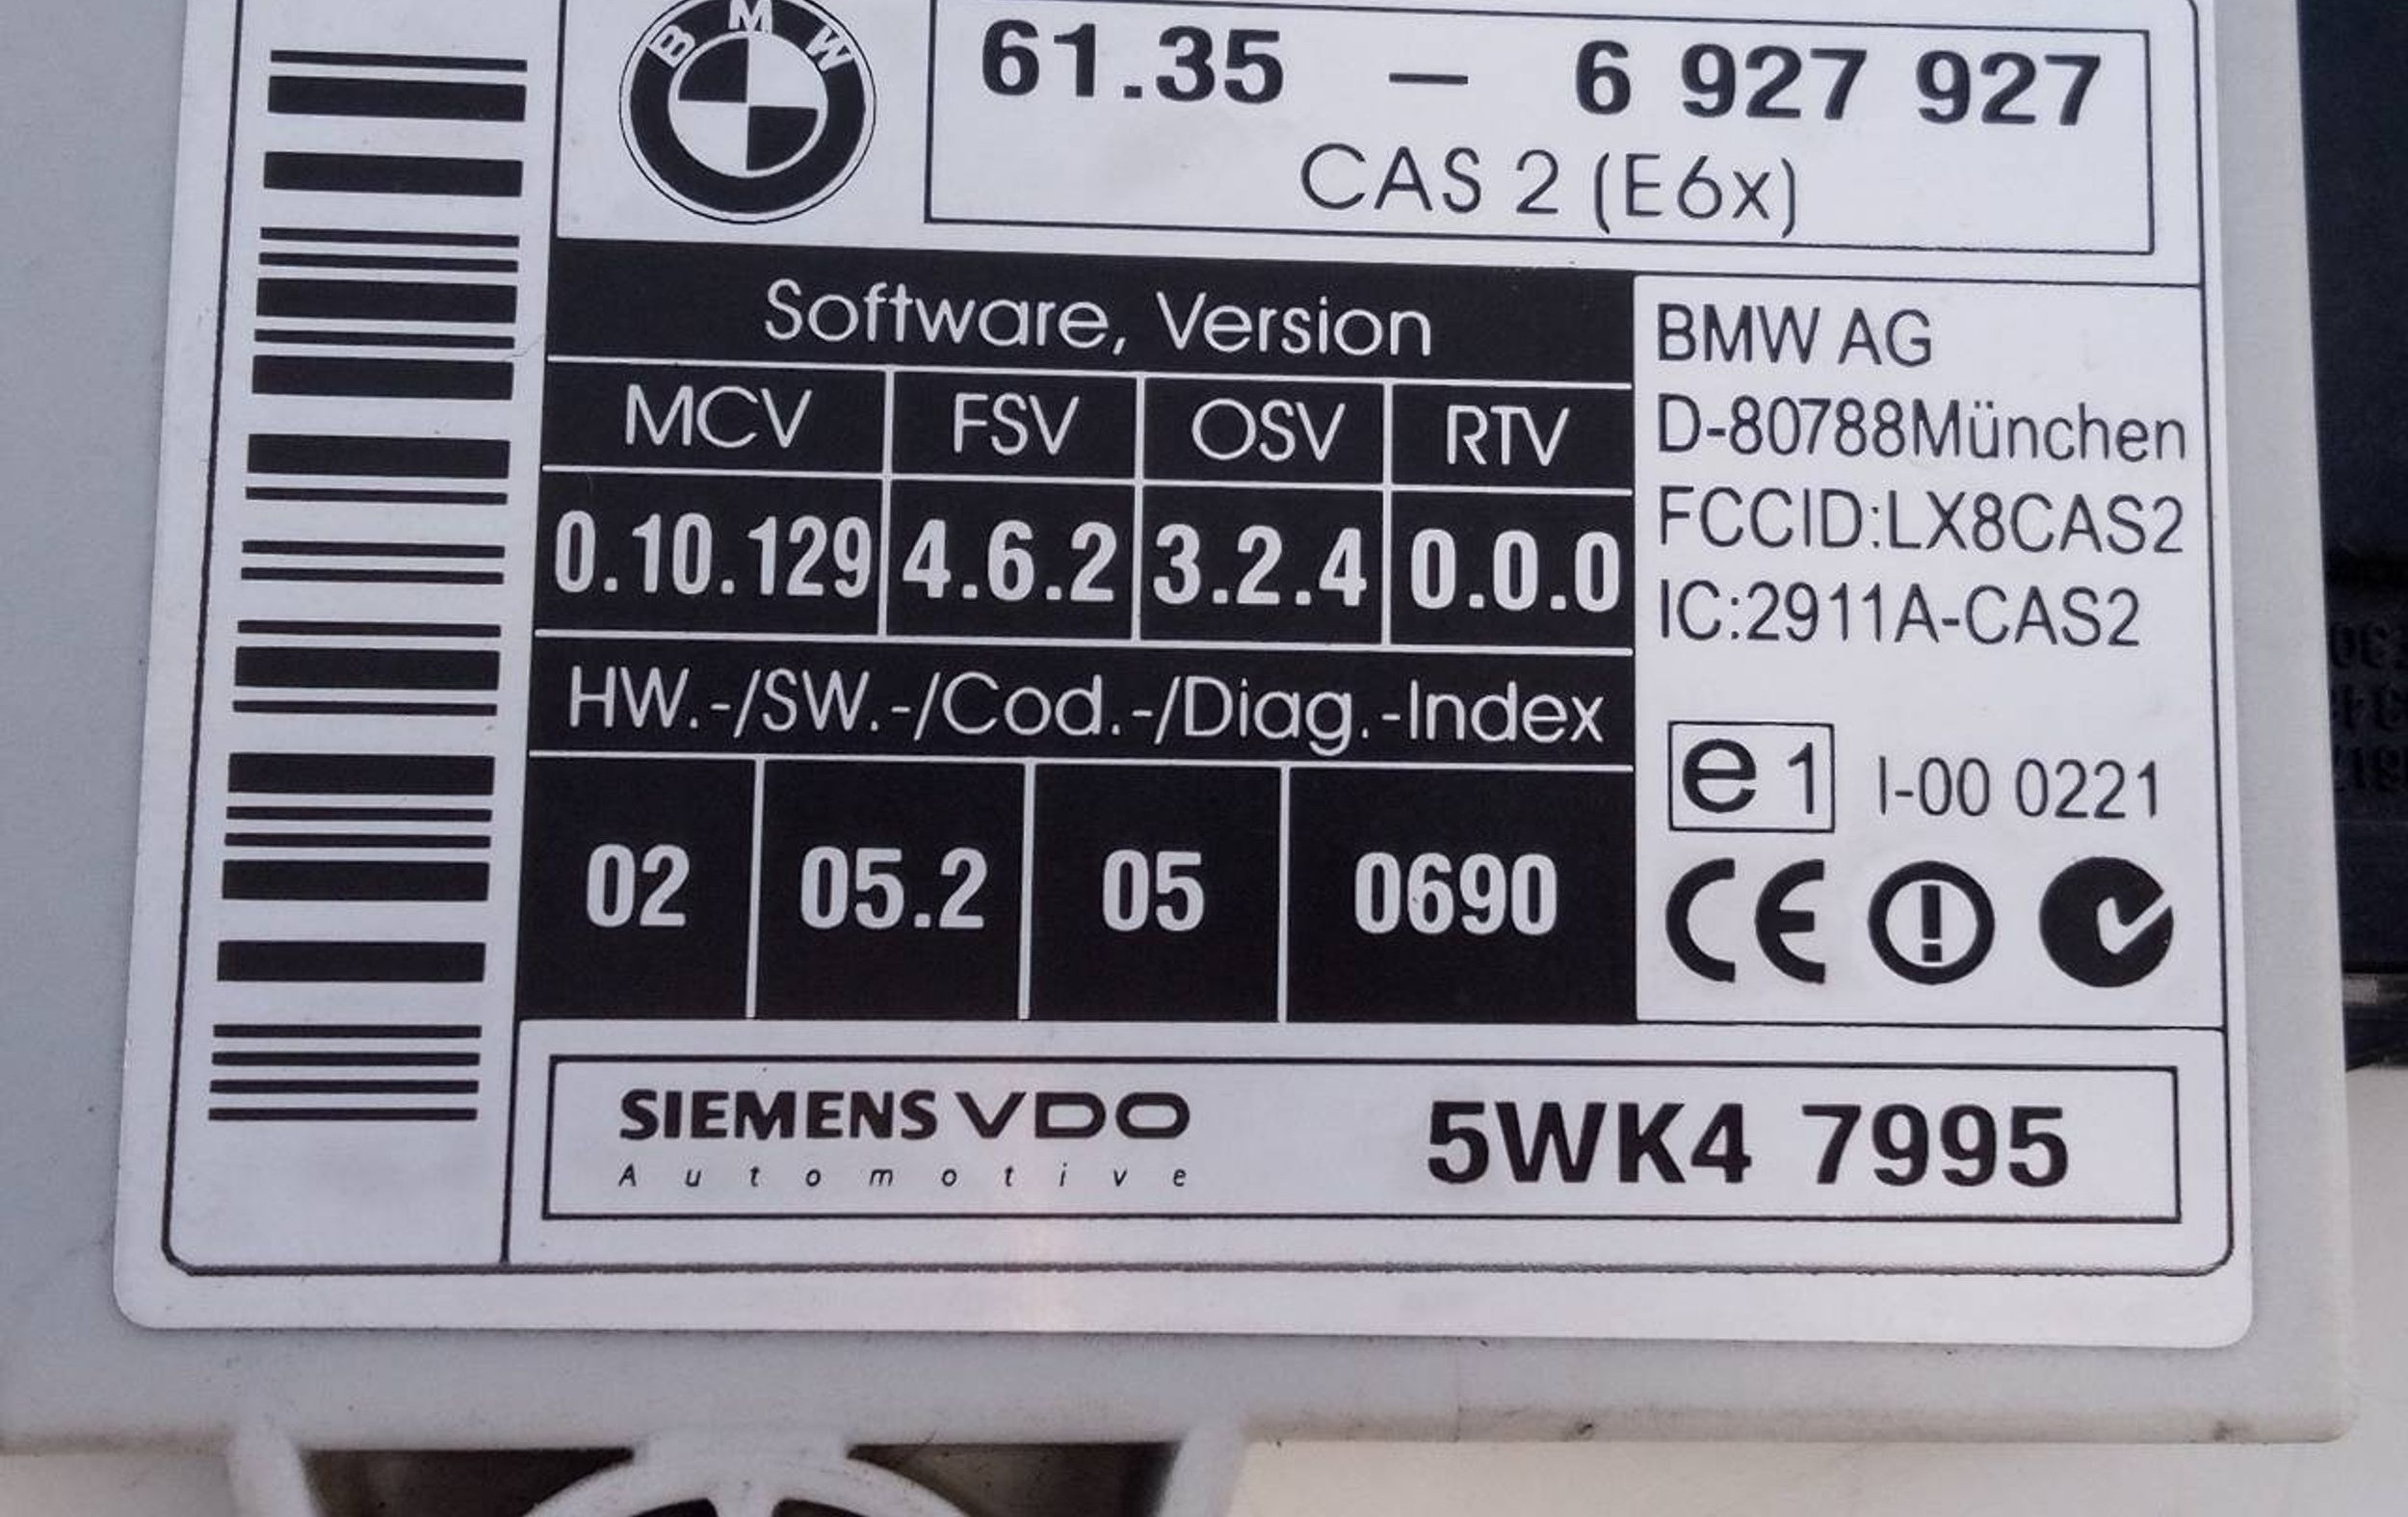 BMW
61.35 – 6 927 927
CAS 2 (E6x)
Software, Version
MCV FSV OSV RTV
0.10.129 4.6.2 3.2.4 0.0.0
HW.-/SW.-/Cod.-/Diag.-Index
02 05.2 05 0690
BMW AG
D-80788München
FCCID:LX8CAS2
IC:2911A-CAS2
e1 I-00 0221
CE
SIEMENS VDO
Automotive
5WK4 7995